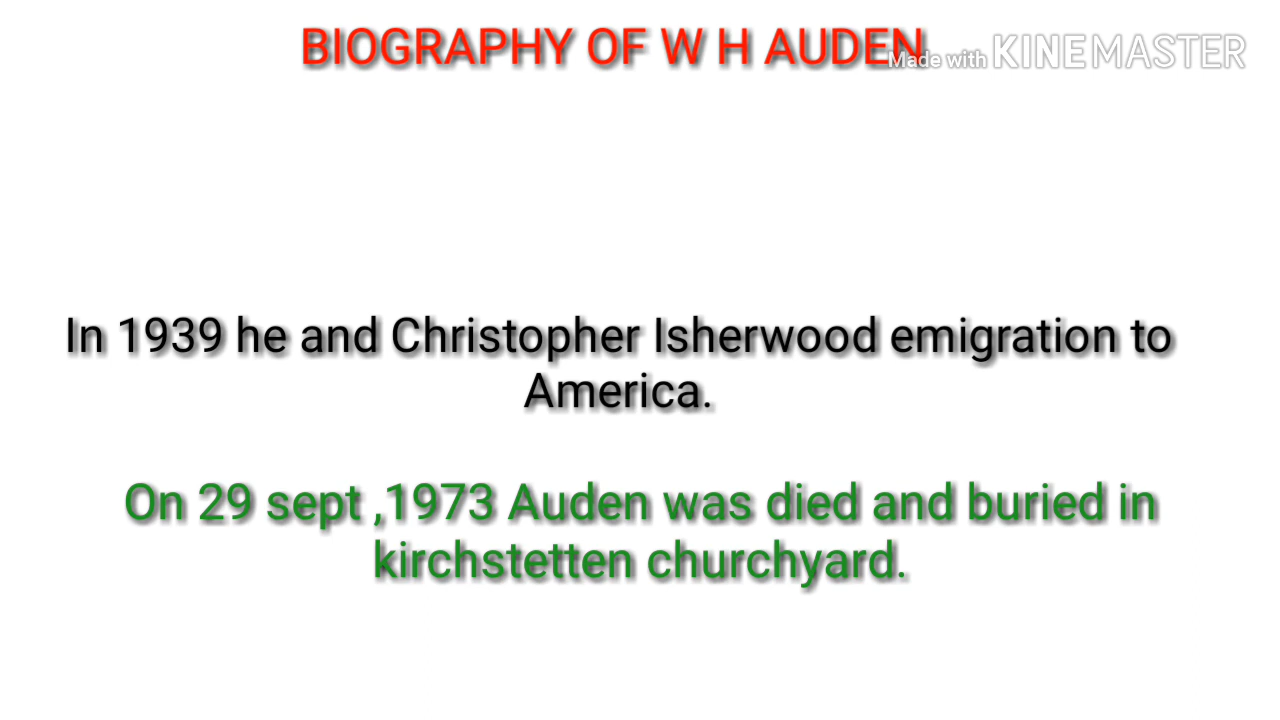 BIOGRAPHY OF W H AUDEN
Made with KINEMASTER
In 1939 he and Christopher Isherwood emigration to
America.
On 29 sept ,1973 Auden was died and buried in
kirchstetten churchyard.